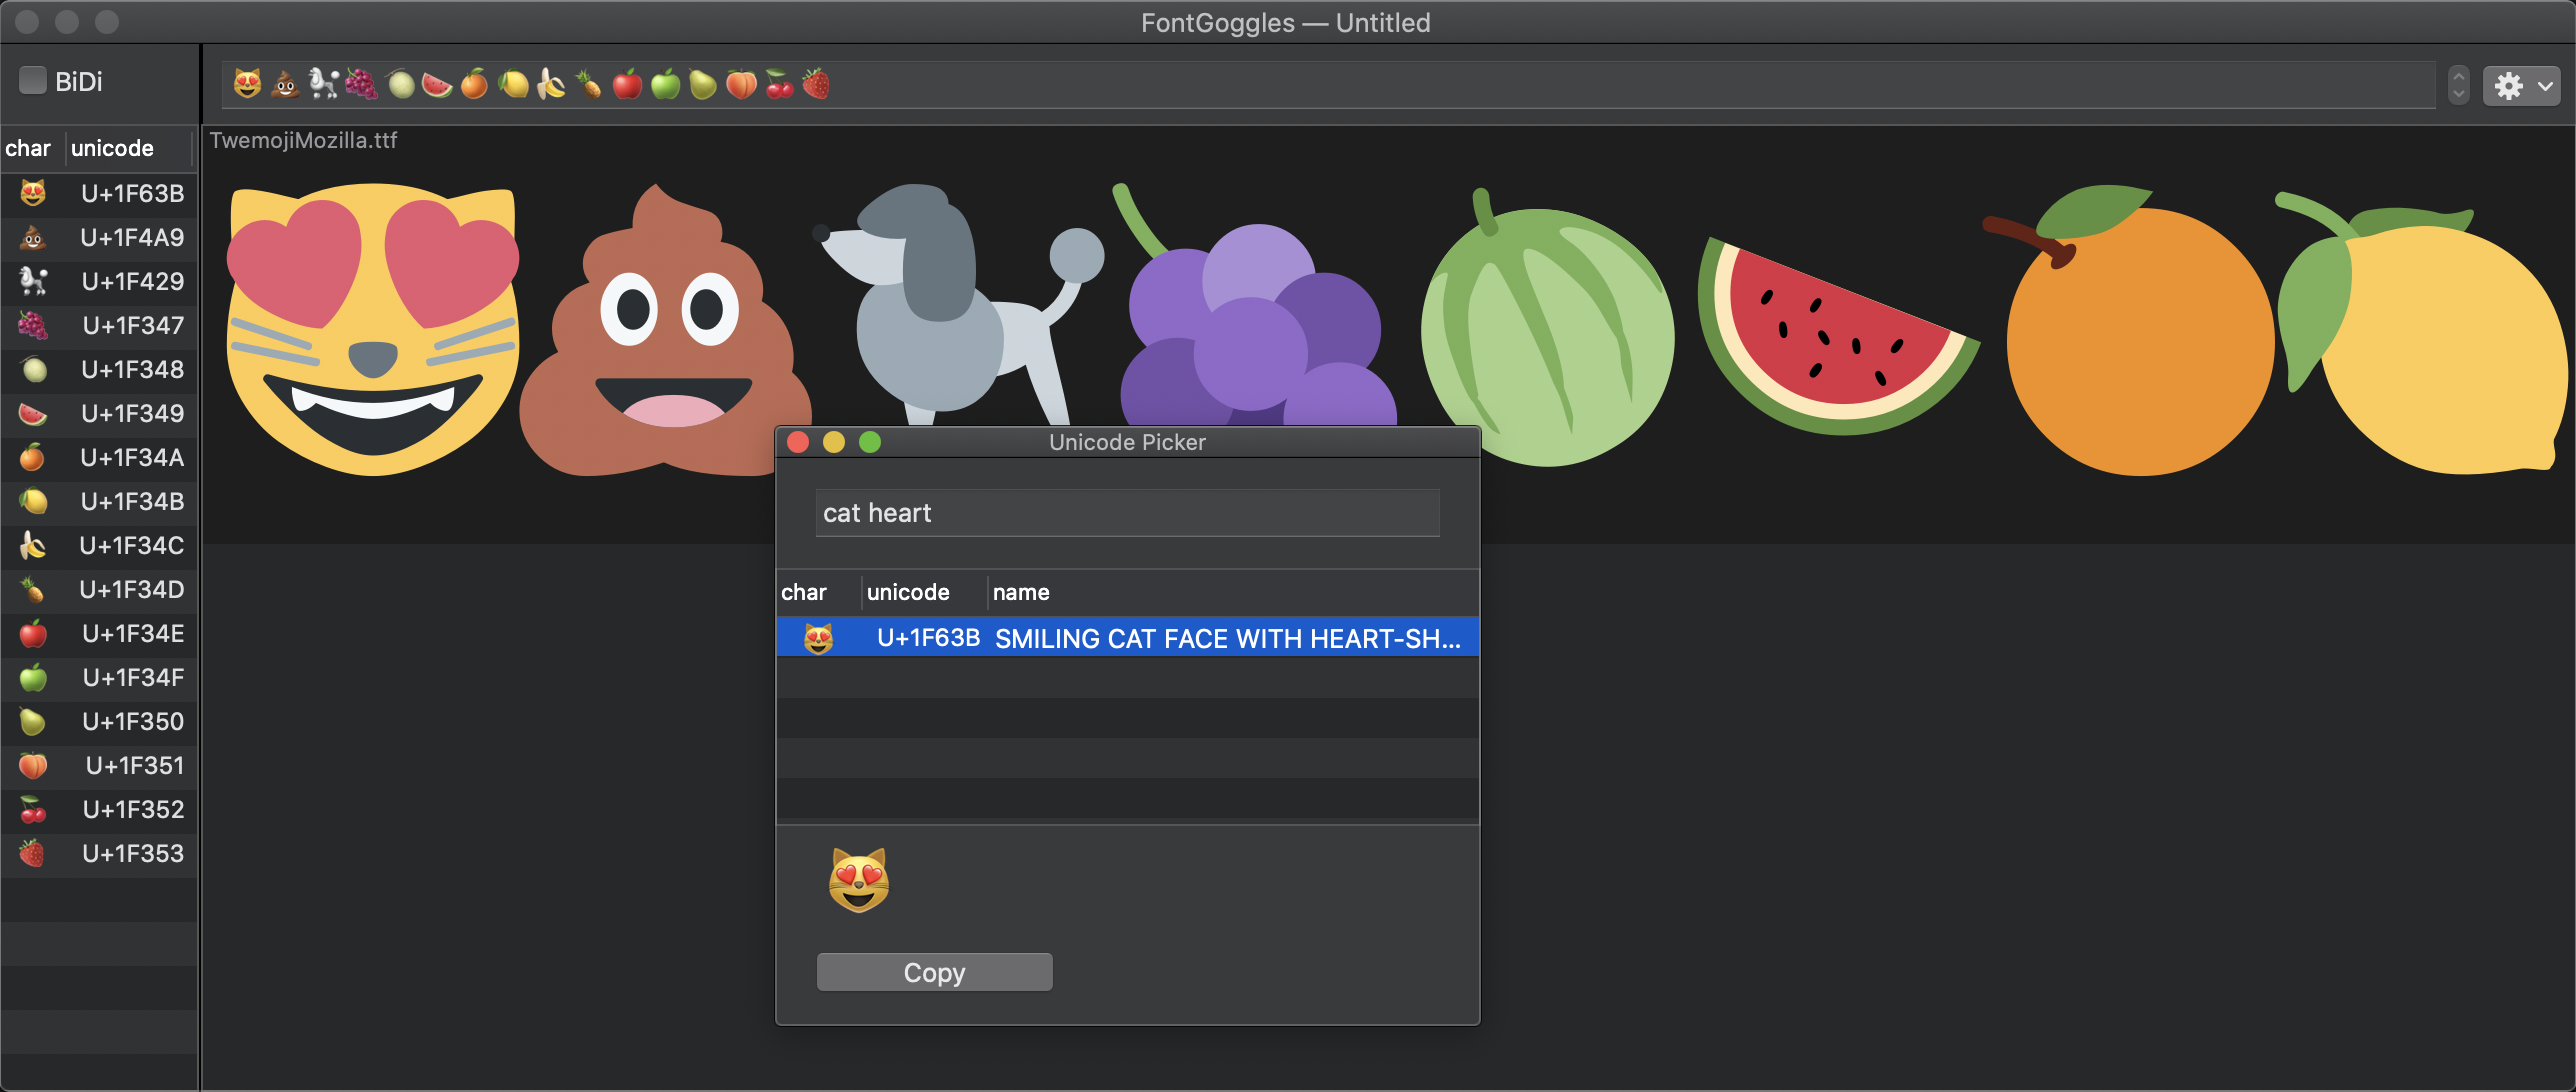 FontGoggles — Untitled
BiDi
😻💩🐩🍇🍈🍉🍊🍋🍌🍍🍎🍏🍐🍑🍒🍓
char unicode
TwemojiMozilla.ttf
😻 U+1F63B
💩 U+1F4A9
🐩 U+1F429
🍇 U+1F347
🍈 U+1F348
🍉 U+1F349
🍊 U+1F34A
🍋 U+1F34B
🍌 U+1F34C
🍍 U+1F34D
🍎 U+1F34E
🍏 U+1F34F
🍐 U+1F350
🍑 U+1F351
🍒 U+1F352
🍓 U+1F353
Unicode Picker
cat heart
char unicode name
😻 U+1F63B SMILING CAT FACE WITH HEART-SH...
😻
Copy